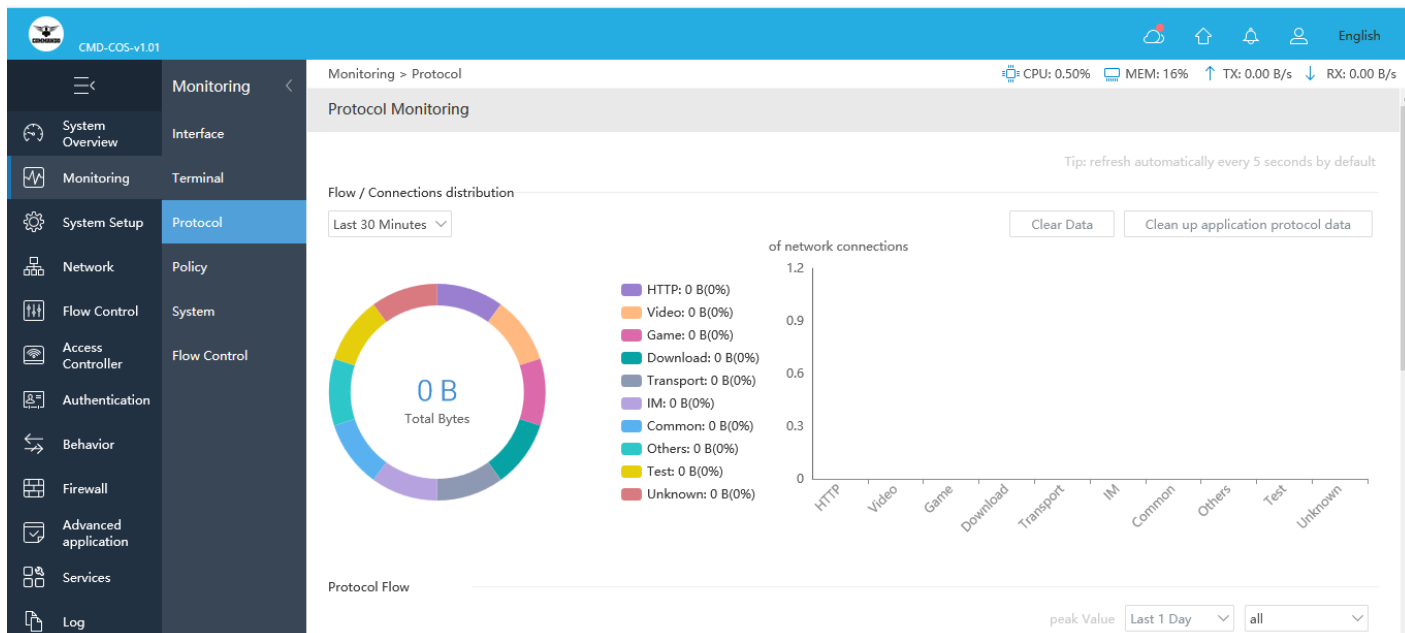 COMMANDO
CMD-COS-v1.01
English
Monitoring
Monitoring > Protocol
CPU: 0.50%
MEM: 16%
TX: 0.00 B/s
RX: 0.00 B/s
System
Overview
Monitoring
System Setup
Network
Flow Control
Access
Controller
Authentication
Behavior
Firewall
Advanced
application
Services
Log
Interface
Terminal
Protocol
Policy
System
Flow Control
Protocol Monitoring
Tip: refresh automatically every 5 seconds by default
Flow / Connections distribution
Last 30 Minutes
Clear Data
Clean up application protocol data
0 B
Total Bytes
HTTP: 0 B(0%)
Video: 0 B(0%)
Game: 0 B(0%)
Download: 0 B(0%)
Transport: 0 B(0%)
IM: 0 B(0%)
Common: 0 B(0%)
Others: 0 B(0%)
Test: 0 B(0%)
Unknown: 0 B(0%)
of network connections
1.2
0.9
0.6
0.3
0
HTTP
Video
Game
Download
Transport
IM
Common
Others
Test
Unknown
Protocol Flow
peak Value
Last 1 Day
all